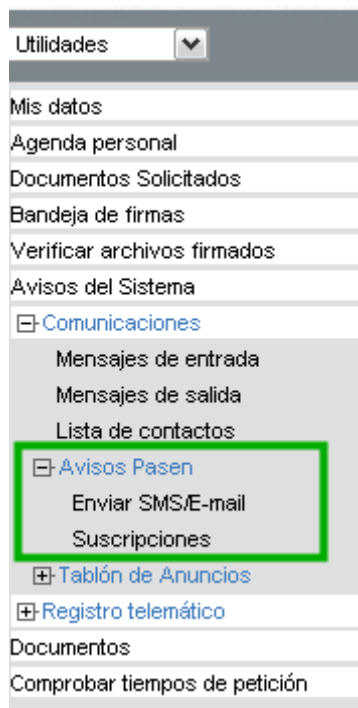 Utilidades
Mis datos
Agenda personal
Documentos Solicitados
Bandeja de firmas
Verificar archivos firmados
Avisos del Sistema
Comunicaciones
Mensajes de entrada
Mensajes de salida
Lista de contactos
Avisos Pasen
Enviar SMS/E-mail
Suscripciones
Tablón de Anuncios
Registro telemático
Documentos
Comprobar tiempos de petición